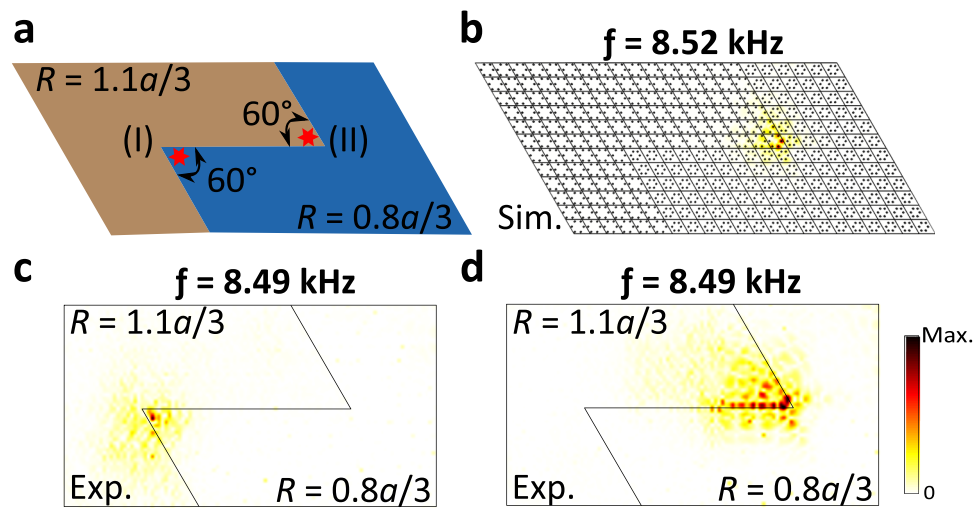 a
R = 1.1a/3
60°
(I)
(II)
60°
R = 0.8a/3
b
ƒ = 8.52 kHz
Sim.
c
ƒ = 8.49 kHz
R = 1.1a/3
Exp.
R = 0.8a/3
d
ƒ = 8.49 kHz
R = 1.1a/3
Exp.
R = 0.8a/3
Max.
0